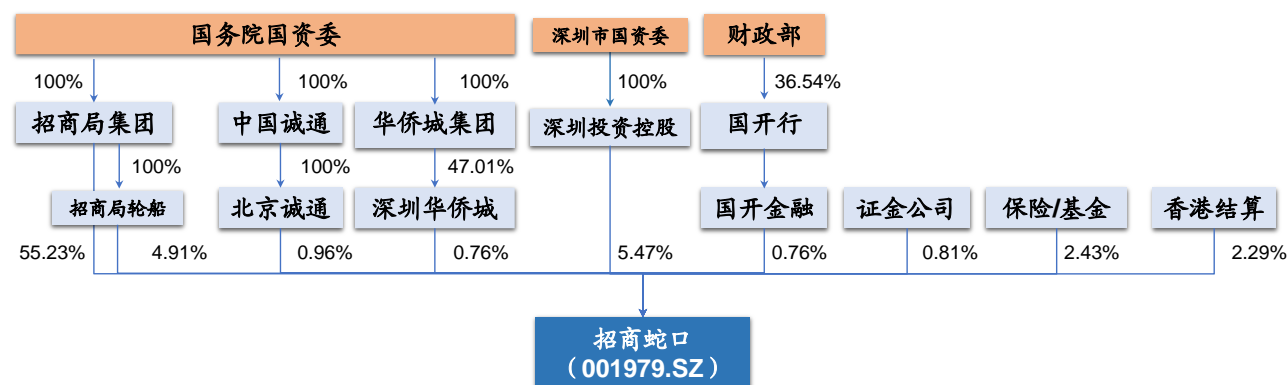 国务院国资委
深圳市国资委
财政部
100%
100%
100%
100%
36.54%
招商局集团
中国诚通
华侨城集团
深圳投资控股
国开行
100%
100%
47.01%
招商局轮船
北京诚通
深圳华侨城
国开金融
证金公司
保险/基金
香港结算
55.23%
4.91%
0.96%
0.76%
5.47%
0.76%
0.81%
2.43%
2.29%
招商蛇口
（001979.SZ）